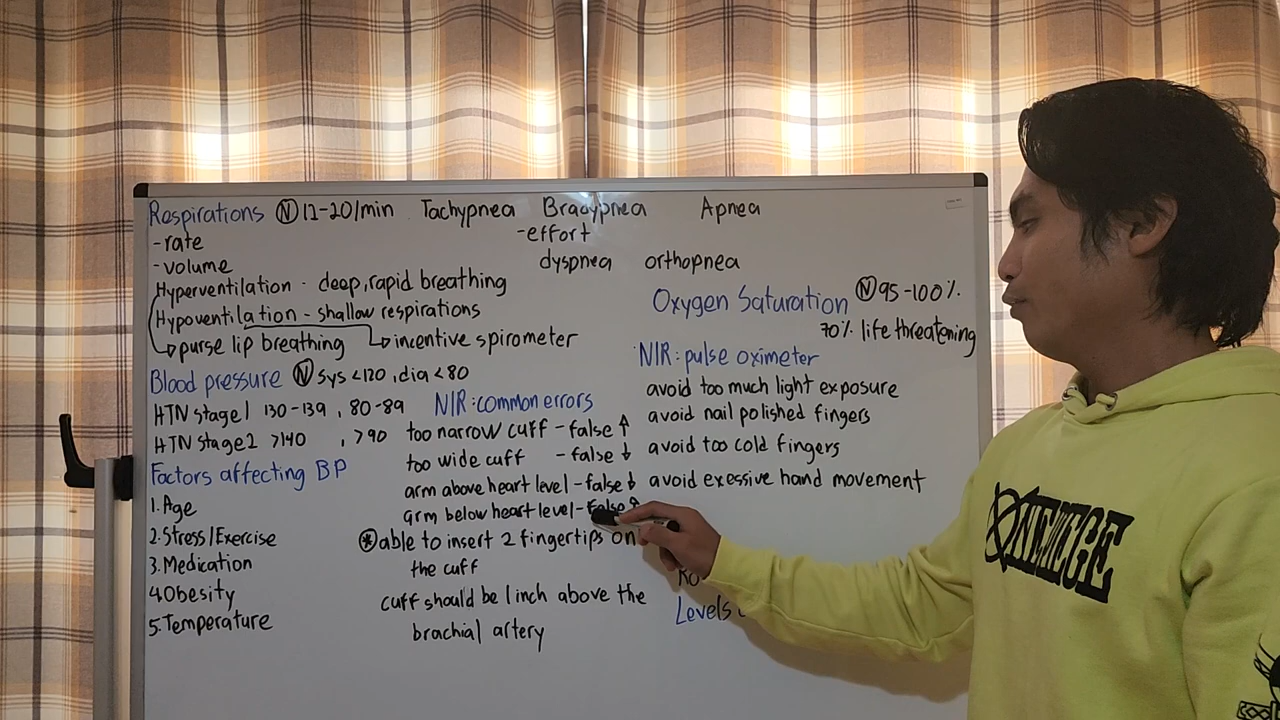 Respirations Ⓝ 12-20/min Tachypnea Bradypnea Apnea
-rate
-effort
-volume
dyspnea orthopnea
Hyperventilation - deep, rapid breathing
Hypoventilation - shallow respirations
purse lip breathing incentive spirometer
Oxygen Saturation Ⓝ 95-100%
70% life threatening
NIR: pulse oximeter
avoid too much light exposure
avoid nail polished fingers
avoid too cold fingers
avoid exessive hand movement
Blood pressure Ⓝ sys <120, dia <80
HTN stage 1 130-139, 80-89
HTN stage 2 >140, >90
NIR: common errors
too narrow cuff - false ↑
too wide cuff - false ↓
arm above heart level - false ↓
arm below heart level - false ↑
⊛ able to insert 2 fingertips on
the cuff
cuff should be 1 inch above the
brachial artery
Factors affecting BP
1. Age
2. Stress/Exercise
3. Medication
4. Obesity
5. Temperature
Levels
ONEMEGE